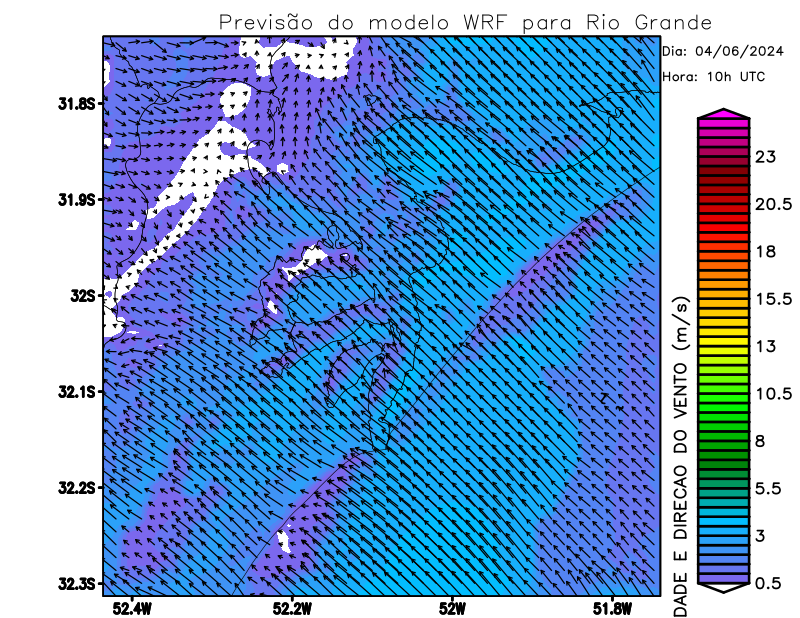 Previsão do modelo WRF para Rio Grande
Dia: 04/06/2024
Hora: 10h UTC
31.8S
31.9S
32S
32.1S
32.2S
32.3S
52.4W
52.2W
52W
51.8W
23
20.5
18
15.5
13
10.5
8
5.5
3
0.5
DADE E DIRECAO DO VENTO (m/s)